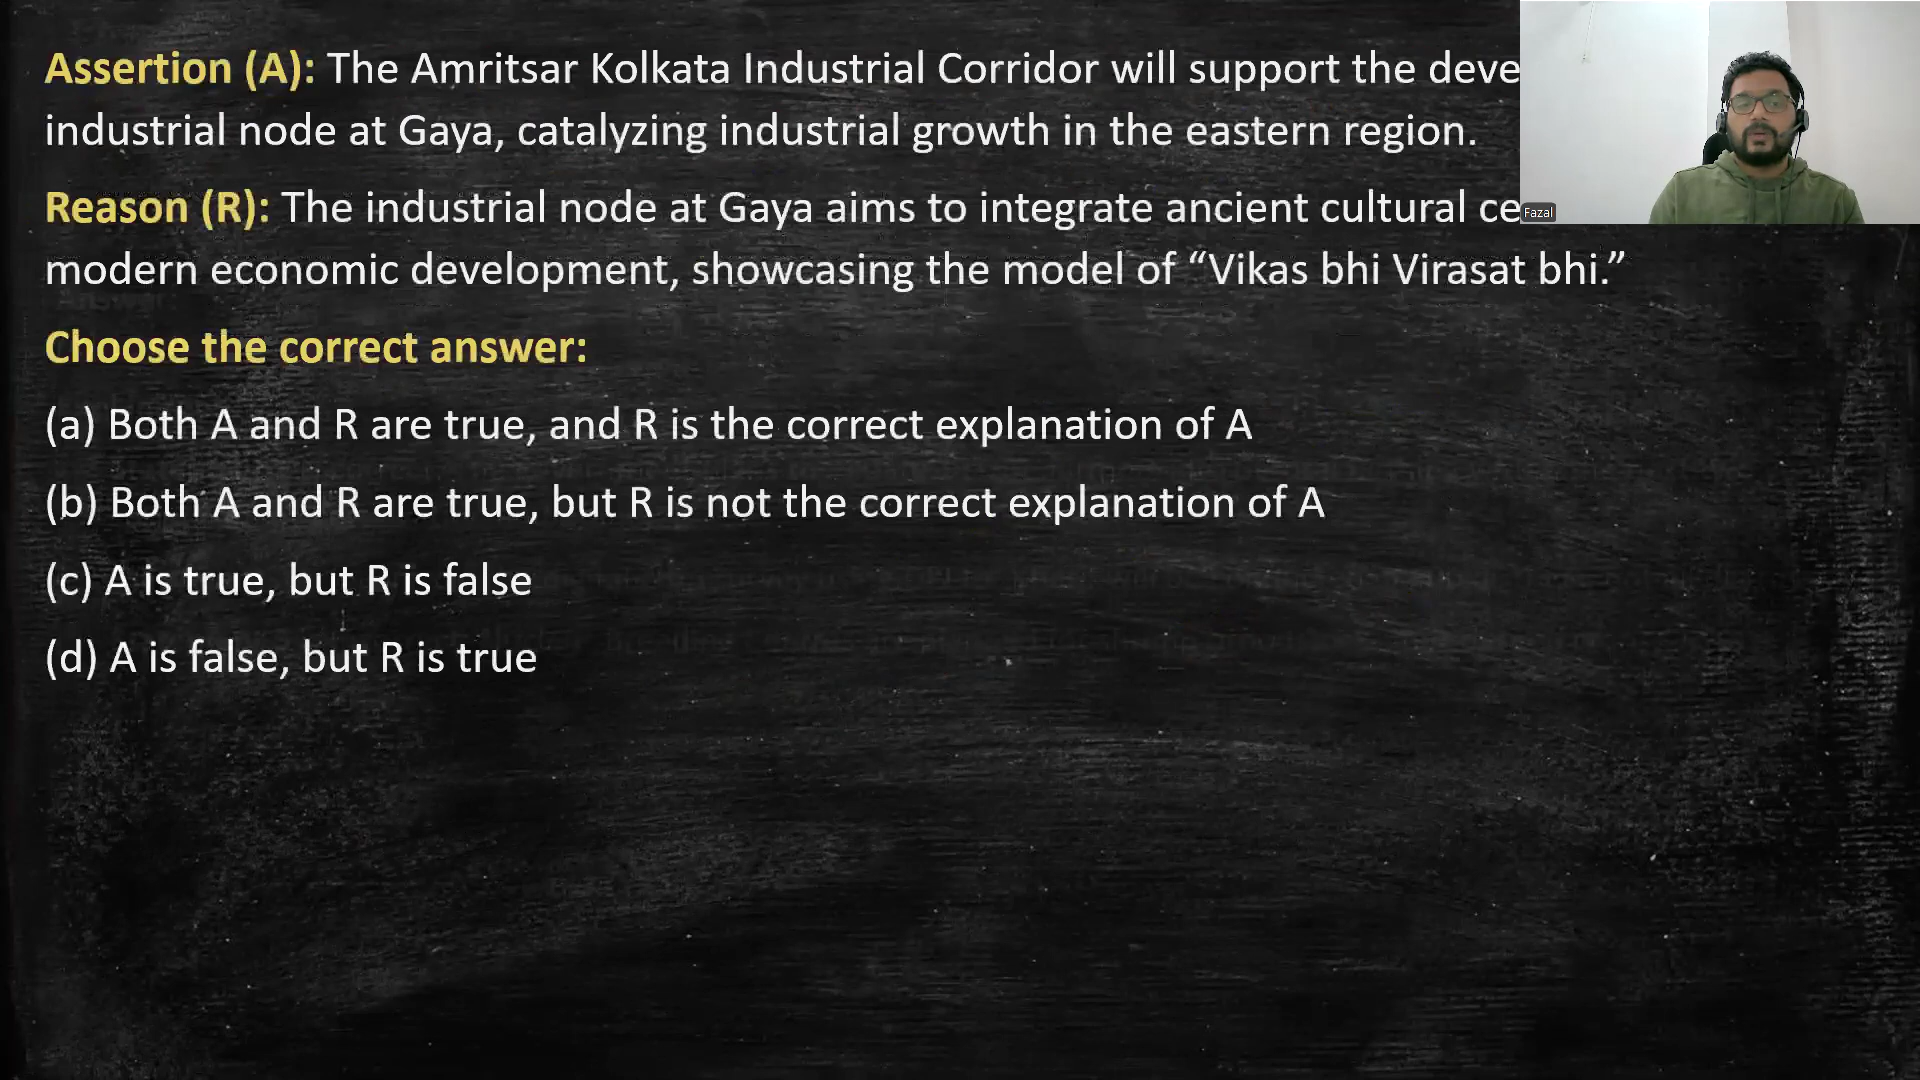 Assertion (A): The Amritsar Kolkata Industrial Corridor will support the
industrial node at Gaya, catalyzing industrial growth in the eastern region.
Reason (R): The industrial node at Gaya aims to integrate ancient cultural
modern economic development, showcasing the model of “Vikas bhi Virasat bhi.”
Choose the correct answer:
(a) Both A and R are true, and R is the correct explanation of A
(b) Both A and R are true, but R is not the correct explanation of A
(c) A is true, but R is false
(d) A is false, but R is true
Fazal